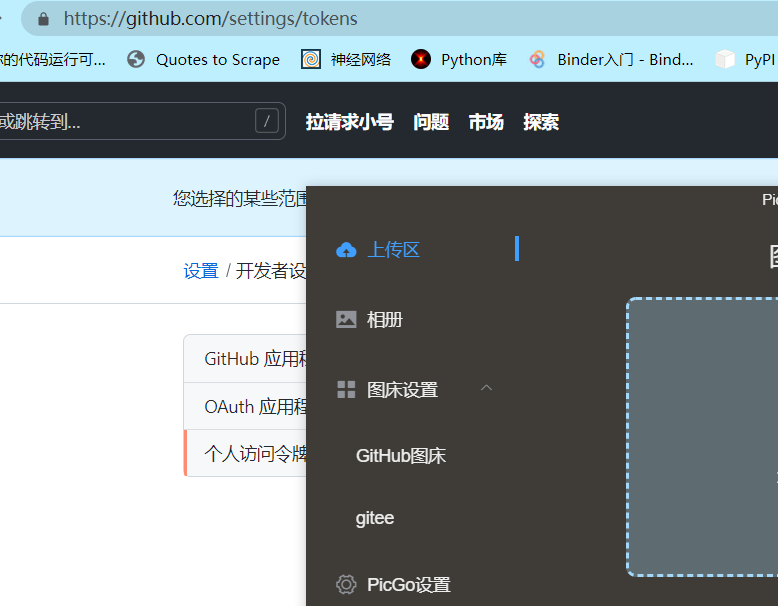 https://github.com/settings/tokens
你的代码运行可... Quotes to Scrape 神经网络 Python库 Binder入门 - Bind... PyPI
或跳转到... / 拉请求小号 问题 市场 探索
您选择的某些范围
Pic
上传区
图
设置 / 开发者设
相册
GitHub 应用程
图床设置
OAuth 应用程
个人访问令牌
GitHub图床
gitee
PicGo设置